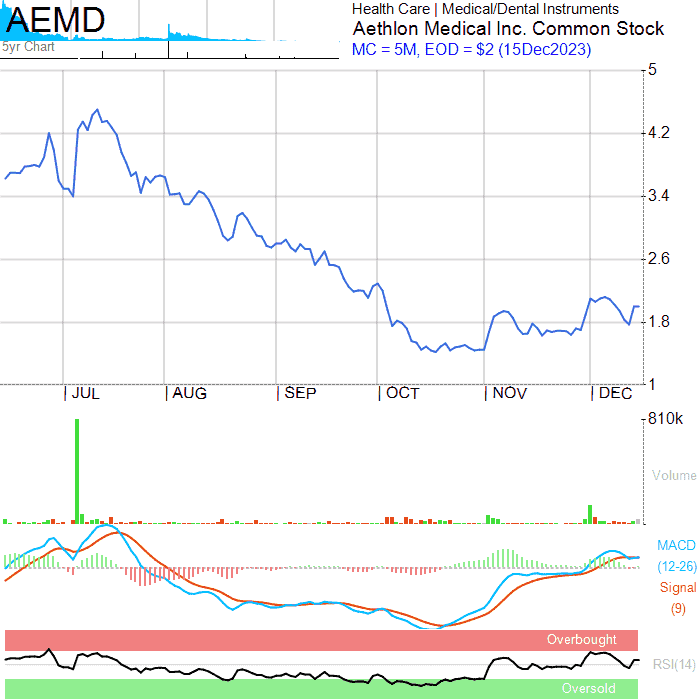 AEMD
5yr Chart
Health Care | Medical/Dental Instruments
Aethlon Medical Inc. Common Stock
MC = 5M, EOD = $2 (15Dec2023)
5
4.2
3.4
2.6
1.8
1
JUL AUG SEP OCT NOV DEC
810k
Volume
MACD
(12-26)
Signal
(9)
Overbought
RSI(14)
Oversold